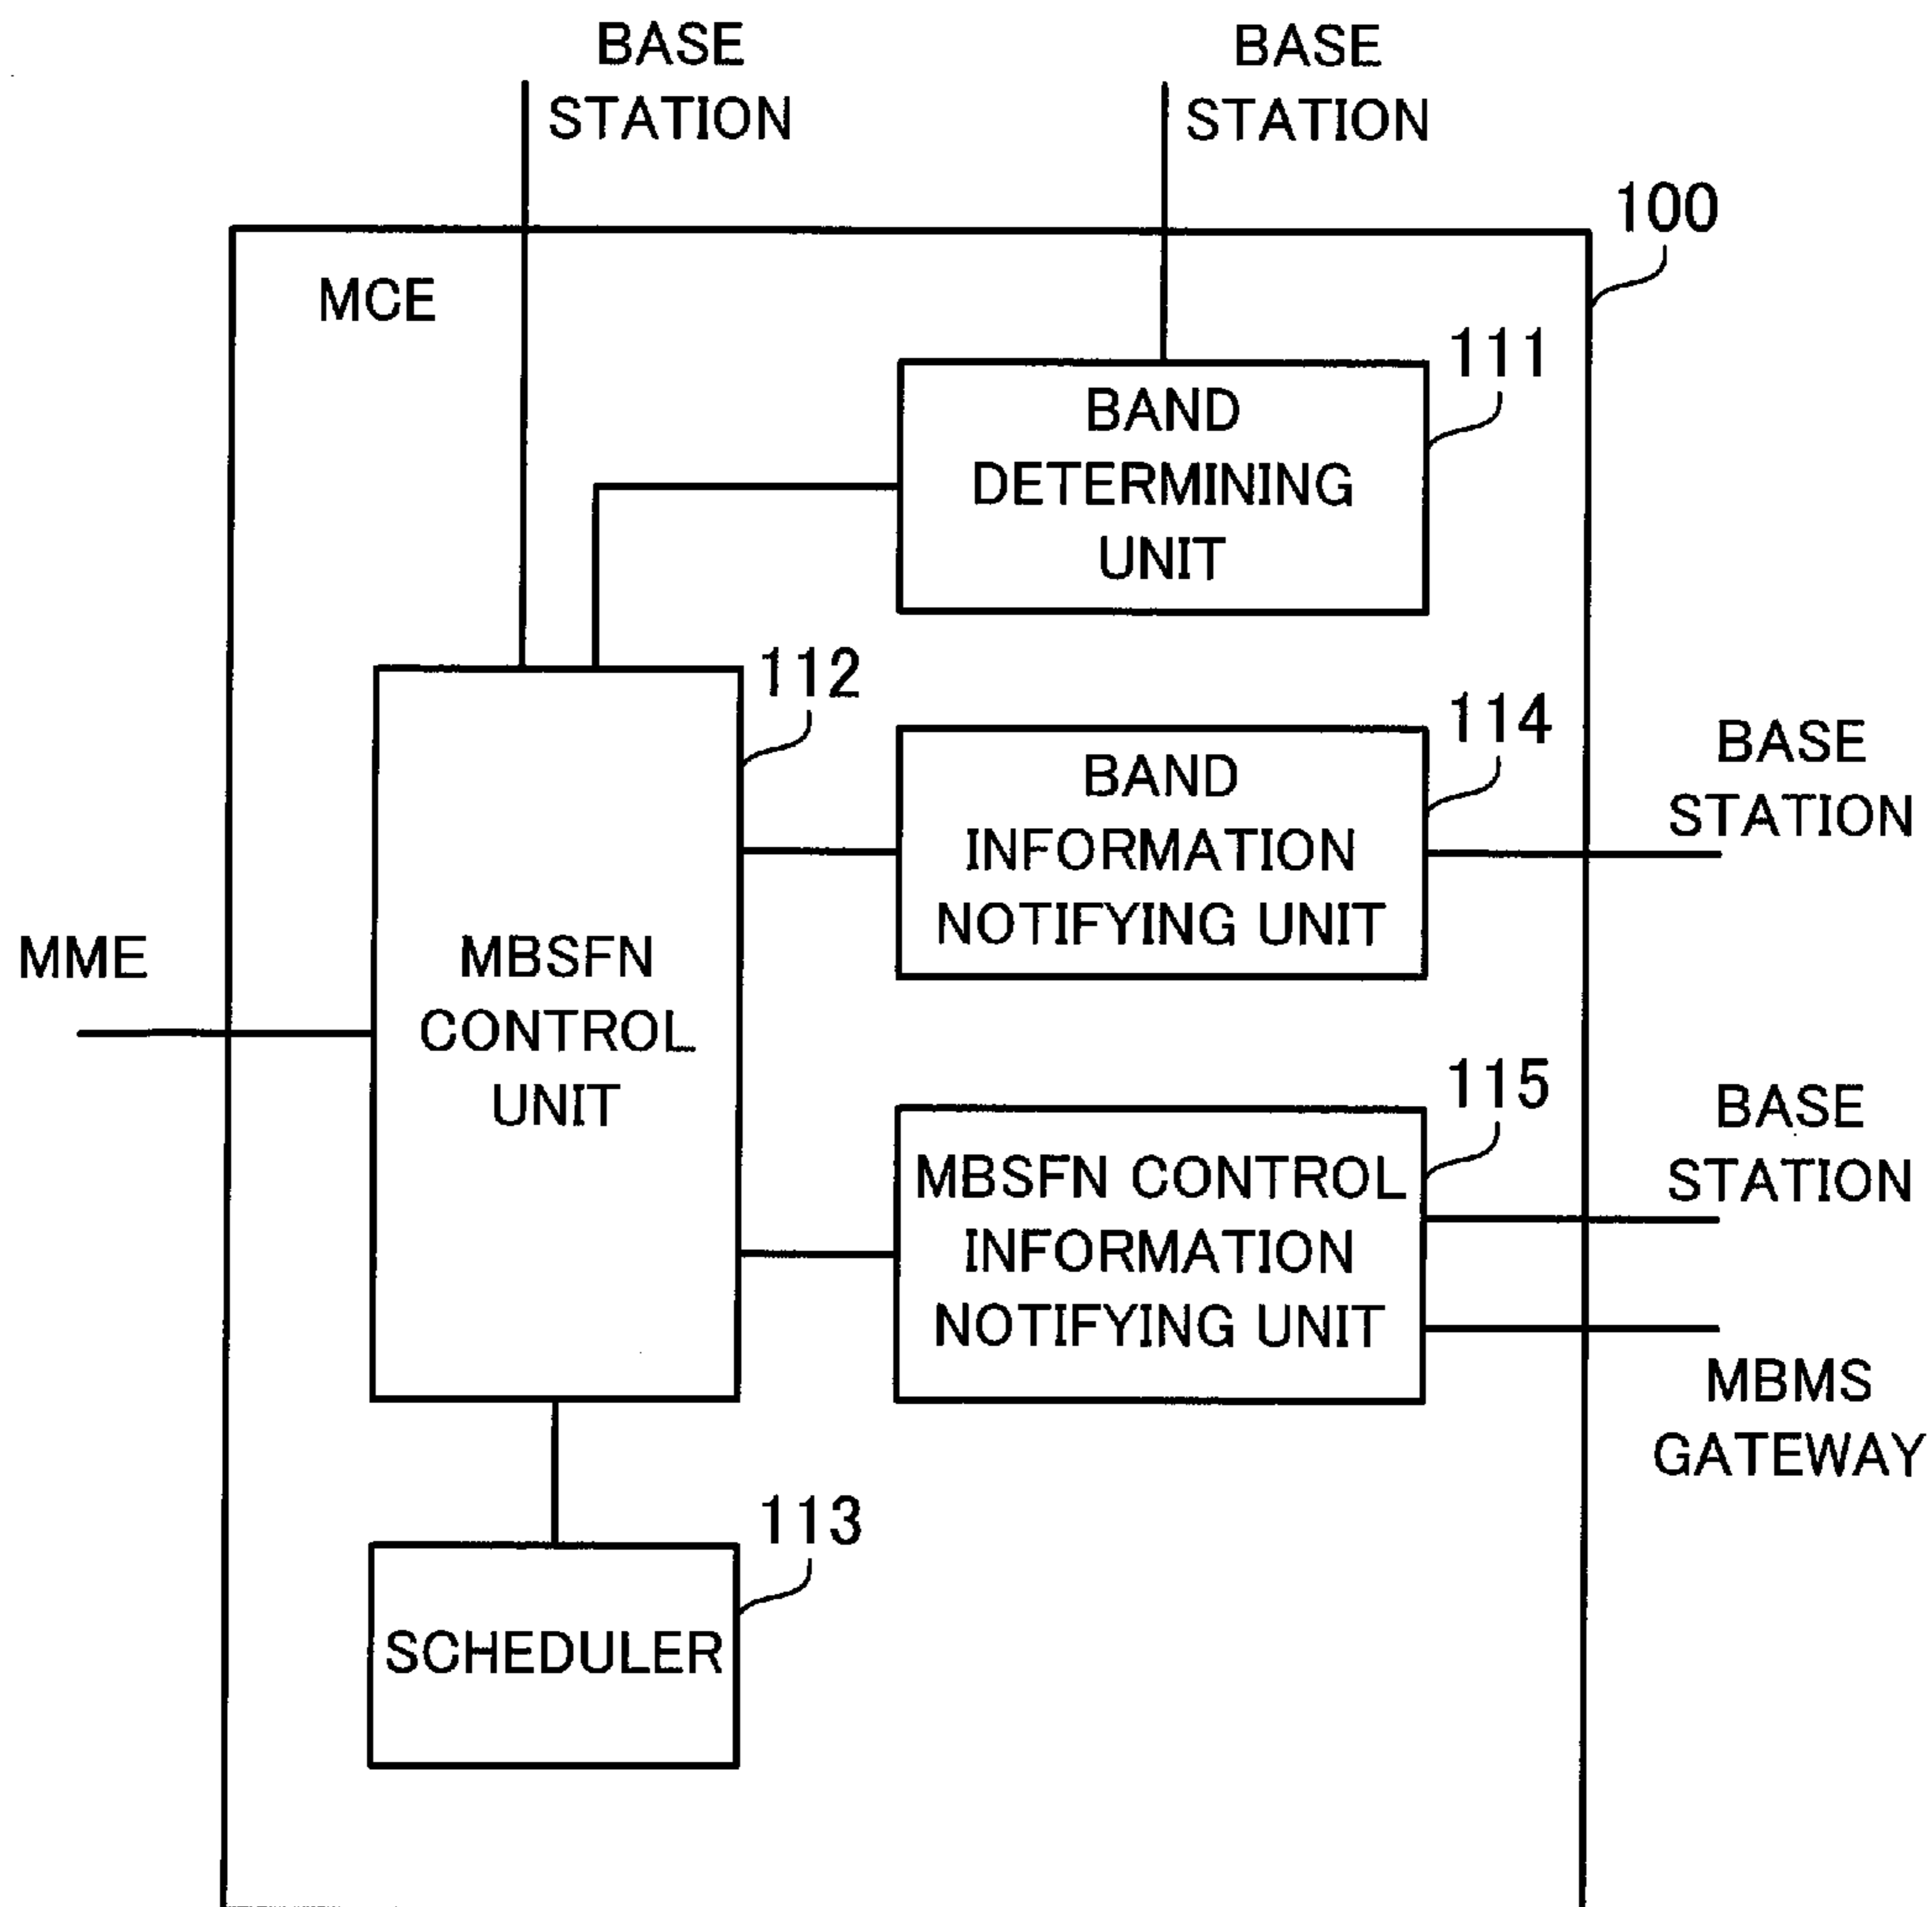 BASE
STATION
BASE
STATION
100
MCE
111
BAND
DETERMINING
UNIT
112
114
BAND
INFORMATION
NOTIFYING UNIT
BASE
STATION
MME
MBSFN
CONTROL
UNIT
115
MBSFN CONTROL
INFORMATION
NOTIFYING UNIT
BASE
STATION
MBMS
GATEWAY
113
SCHEDULER